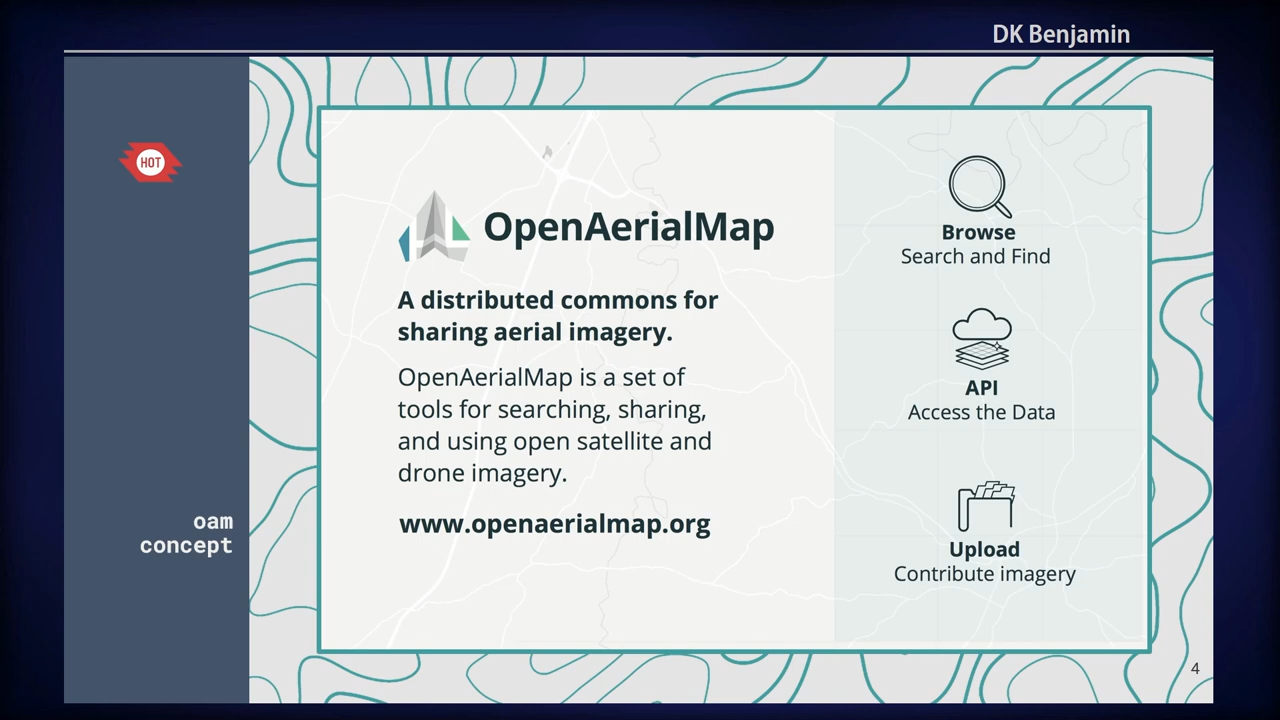 DK Benjamin
HOT
oam
concept
OpenAerialMap
A distributed commons for
sharing aerial imagery.
OpenAerialMap is a set of
tools for searching, sharing,
and using open satellite and
drone imagery.
www.openaerialmap.org
Browse
Search and Find
API
Access the Data
Upload
Contribute imagery
4